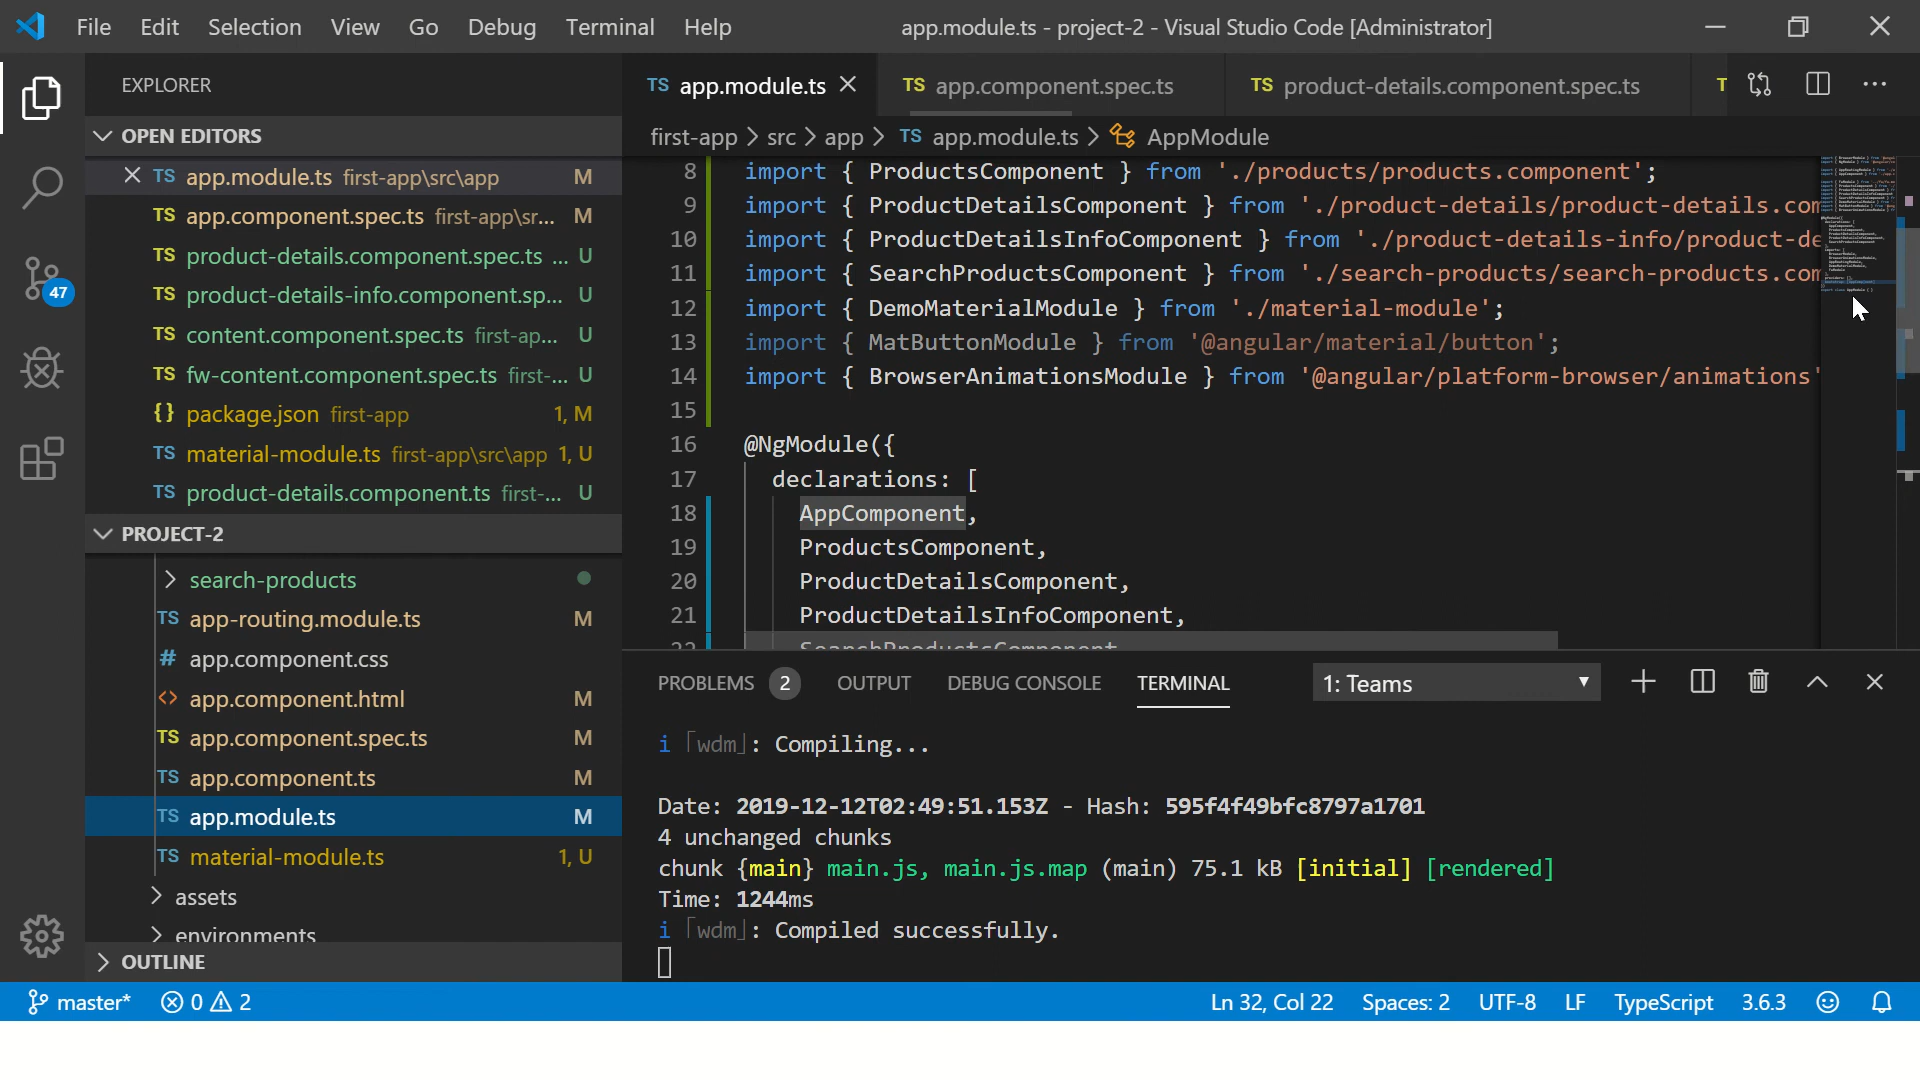 File Edit Selection View Go Debug Terminal Help app.module.ts - project-2 - Visual Studio Code [Administrator]
EXPLORER
OPEN EDITORS
TS app.module.ts first-app\src\app M
TS app.component.spec.ts first-app\sr... M
TS product-details.component.spec.ts ... U
TS product-details-info.component.sp... U
TS content.component.spec.ts first-ap... U
TS fw-content.component.spec.ts first-... U
{} package.json first-app 1, M
TS material-module.ts first-app\src\app 1, U
TS product-details.component.ts first-... U
47
PROJECT-2
search-products
TS app-routing.module.ts M
# app.component.css
<> app.component.html M
TS app.component.spec.ts M
TS app.component.ts M
TS app.module.ts M
TS material-module.ts 1, U
assets
environments
OUTLINE
TS app.module.ts TS app.component.spec.ts TS product-details.component.spec.ts T
first-app > src > app > TS app.module.ts > AppModule
8 import { ProductsComponent } from './products/products.component';
9 import { ProductDetailsComponent } from './product-details/product-details.com
10 import { ProductDetailsInfoComponent } from './product-details-info/product-de
11 import { SearchProductsComponent } from './search-products/search-products.com
12 import { DemoMaterialModule } from './material-module';
13 import { MatButtonModule } from '@angular/material/button';
14 import { BrowserAnimationsModule } from '@angular/platform-browser/animations'
15
16 @NgModule({
17 declarations: [
18 AppComponent,
19 ProductsComponent,
20 ProductDetailsComponent,
21 ProductDetailsInfoComponent,
22 SearchProductsComponent
PROBLEMS 2 OUTPUT DEBUG CONSOLE TERMINAL 1: Teams
i ｢wdm｣: Compiling...
Date: 2019-12-12T02:49:51.153Z - Hash: 595f4f49bfc8797a1701
4 unchanged chunks
chunk {main} main.js, main.js.map (main) 75.1 kB [initial] [rendered]
Time: 1244ms
i ｢wdm｣: Compiled successfully.
master* 0 2 Ln 32, Col 22 Spaces: 2 UTF-8 LF TypeScript 3.6.3